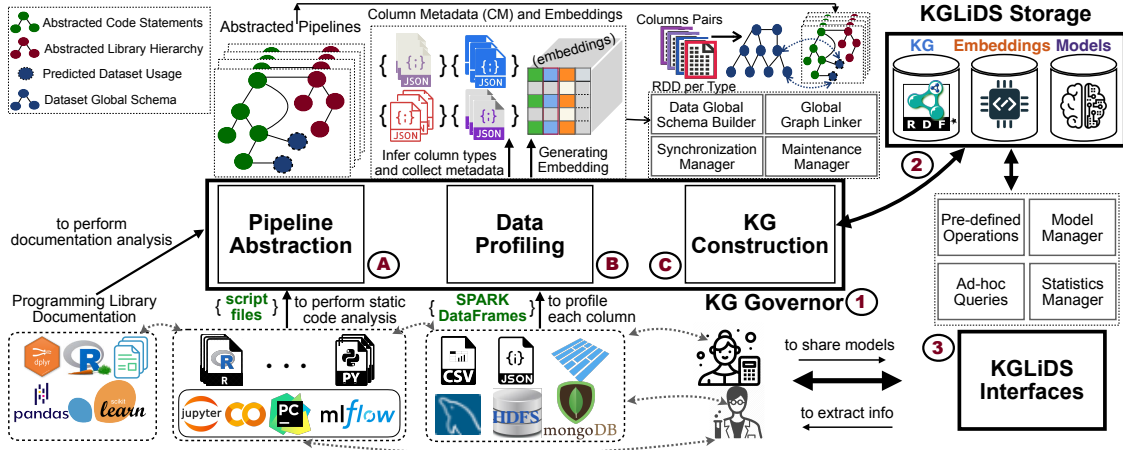 Abstracted Code Statements
Abstracted Library Hierarchy
Predicted Dataset Usage
Dataset Global Schema
Abstracted Pipelines
Column Metadata (CM) and Embeddings
{;}
JSON
{;}
JSON
{;}
JSON
{;}
JSON
(embeddings)
Infer column types
and collect metadata
Generating
Embedding
Columns Pairs
RDD per Type
Data Global
Schema Builder
Global
Graph Linker
Synchronization
Manager
Maintenance
Manager
KGLiDS Storage
KG
Embeddings
Models
RDF*
2
Pipeline
Abstraction
A
Data
Profiling
B
KG
Construction
C
to perform
documentation analysis
Pre-defined
Operations
Model
Manager
Ad-hoc
Queries
Statistics
Manager
Programming Library
Documentation
{ script
files }
to perform static
code analysis
{ SPARK
DataFrames }
to profile
each column
KG Governor
1
dplyr
R
pandas
scikit
learn
R
R
. . .
PY
jupyter
CO
PC
mlflow
CSV
{i}
JSON
HDFS
mongoDB
to share models
to extract info
3
KGLiDS
Interfaces